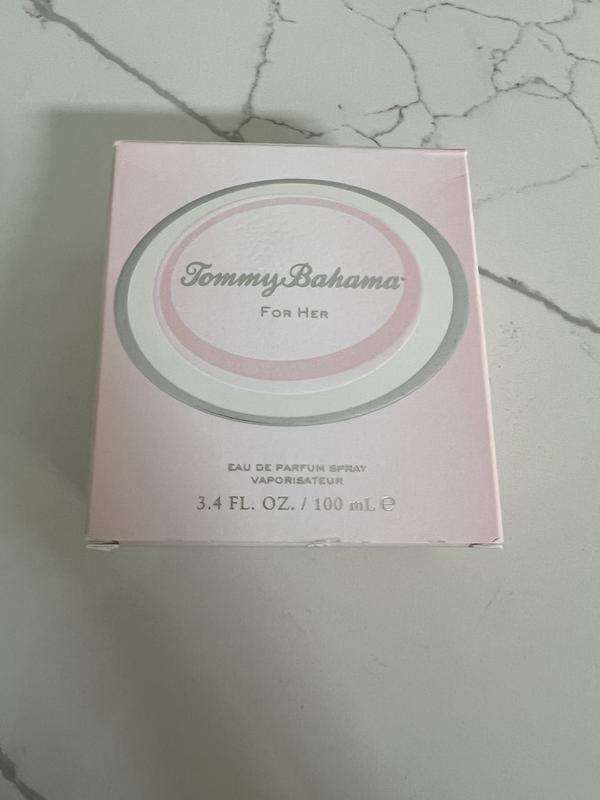 Tommy Bahama
FOR HER
EAU DE PARFUM SPRAY
VAPORISATEUR
3.4 FL. OZ. / 100 mL ℮